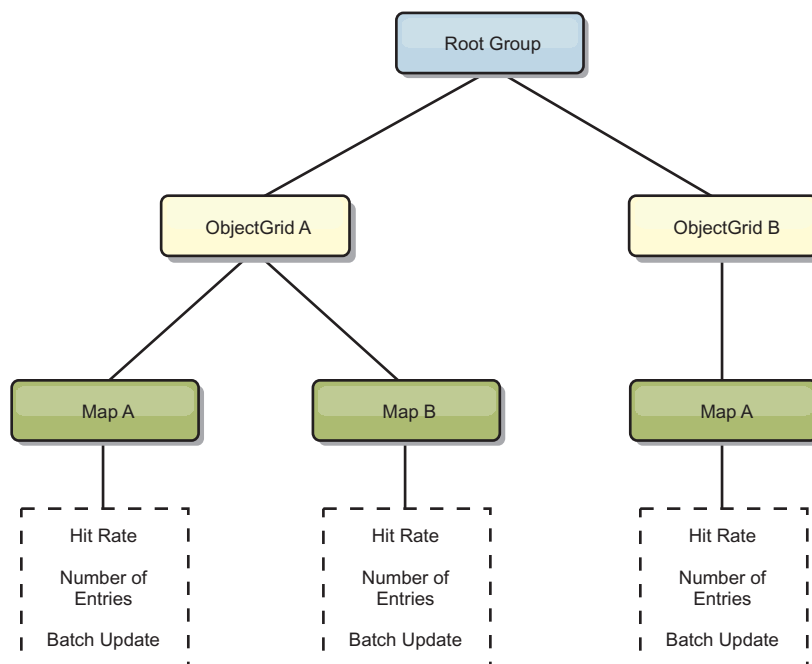 Root Group
ObjectGrid A
ObjectGrid B
Map A
Map B
Map A
Hit Rate
Number of
Entries
Batch Update
Hit Rate
Number of
Entries
Batch Update
Hit Rate
Number of
Entries
Batch Update